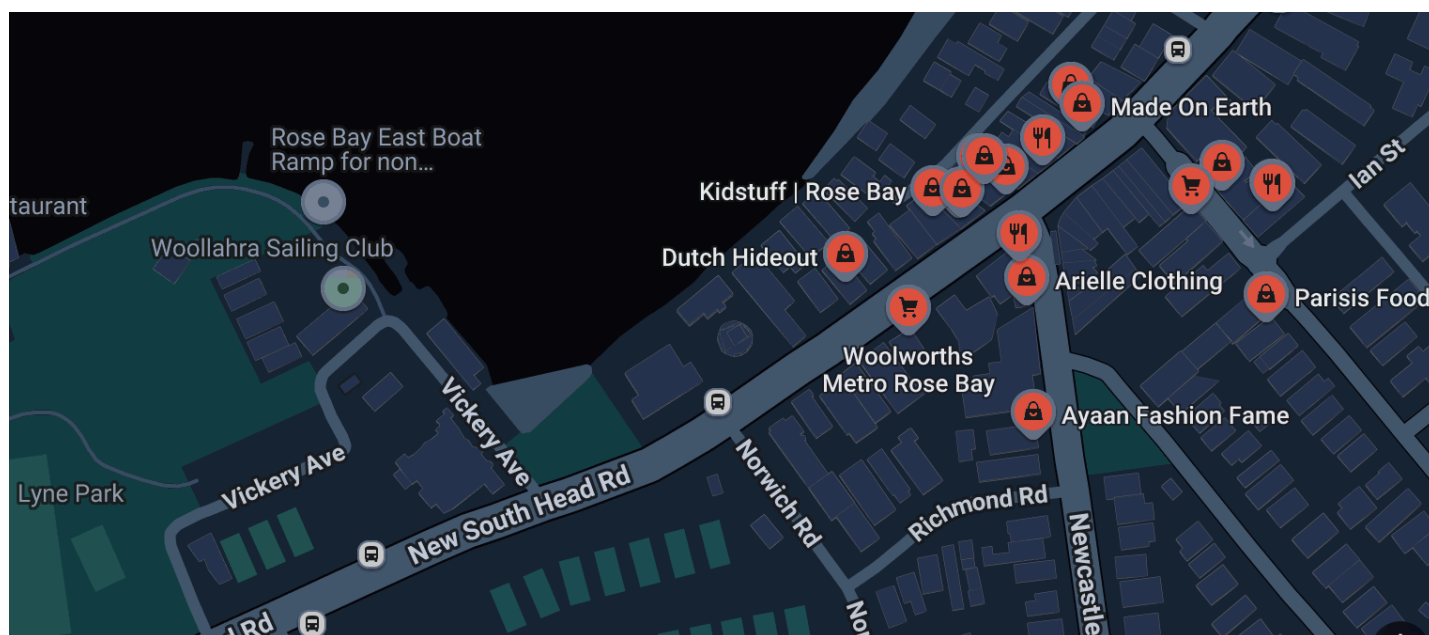 Rose Bay East Boat
Ramp for non...
taurant
Woollahra Sailing Club
Made On Earth
Ian St
Kidstuff | Rose Bay
Dutch Hideout
Arielle Clothing
Parisis Food
Woolworths
Metro Rose Bay
Ayaan Fashion Fame
Vickery Ave
Vickery Ave
Lyne Park
New South Head Rd
Norwich Rd
Richmond Rd
Newcastle
Nor
d Rd